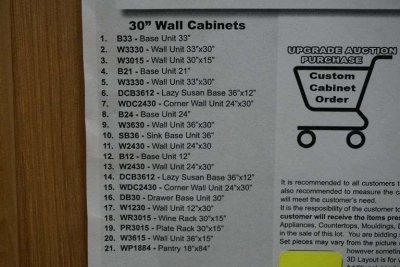 30" Wall Cabinets
1. B33 - Base Unit 33"
2. W3330 - Wall Unit 33"x30"
3. W3015 - Wall Unit 30"x15"
4. B21 - Base Unit 21"
5. W3330 - Wall Unit 33"x30"
6. DCB3612 - Lazy Susan Base 36"x12"
7. WDC2430 - Corner Wall Unit 24"x30"
8. B24 - Base Unit 24"
9. W3630 - Wall Unit 36"x30"
10. SB36 - Sink Base Unit 36"
11. W2430 - Wall Unit 24"x30"
12. B12 - Base Unit 12"
13. W2430 - Wall Unit 24"x30"
14. DCB3612 - Lazy Susan Base 36"x12"
15. WDC2430 - Corner Wall Unit 24"x30"
16. DB30 - Drawer Base Unit 30"
17. W1230 - Wall Unit 12"x30"
18. WR3015 - Wine Rack 30"x15"
19. PR3015 - Plate Rack 30"x15"
20. W3615 - Wall Unit 36"x15"
21. WP1884 - Pantry 18"x84"
UPGRADE AUCTION
PURCHASE
Custom
Cabinet
Order
It is recommended to all customers t
also recommended to measure the ca
will meet the customer's need.
It is the resposibility of the customer to
customer will receive the items pre
Appliances, Countertops, Mouldings, D
in the sale of this lot. You are bidding
Set pieces may vary from the picture
however sometim
3D Layout is for y